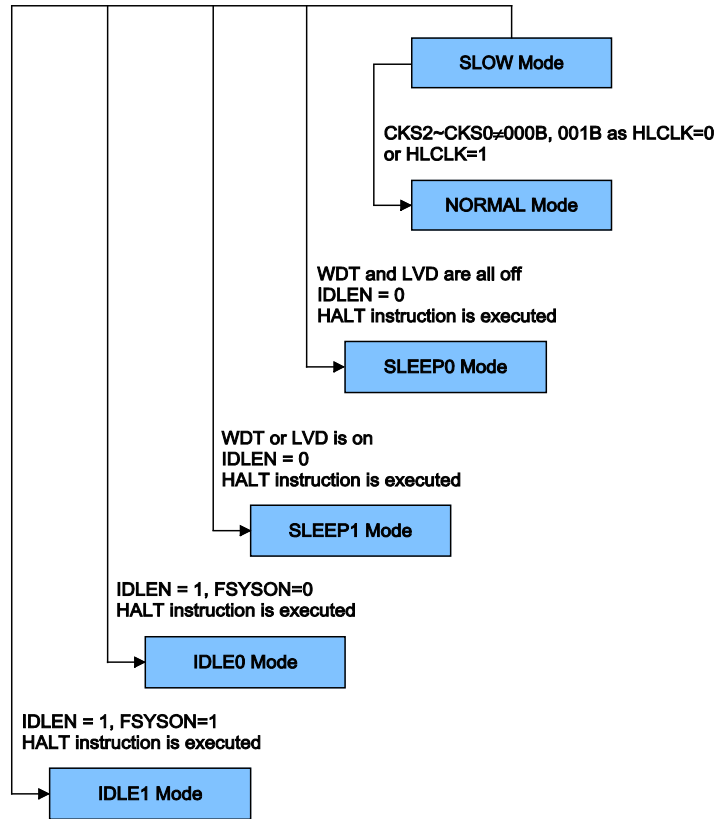 SLOW Mode
CKS2~CKS0≠000B, 001B as HLCLK=0
or HLCLK=1
NORMAL Mode
WDT and LVD are all off
IDLEN = 0
HALT instruction is executed
SLEEP0 Mode
WDT or LVD is on
IDLEN = 0
HALT instruction is executed
SLEEP1 Mode
IDLEN = 1, FSYSON=0
HALT instruction is executed
IDLE0 Mode
IDLEN = 1, FSYSON=1
HALT instruction is executed
IDLE1 Mode